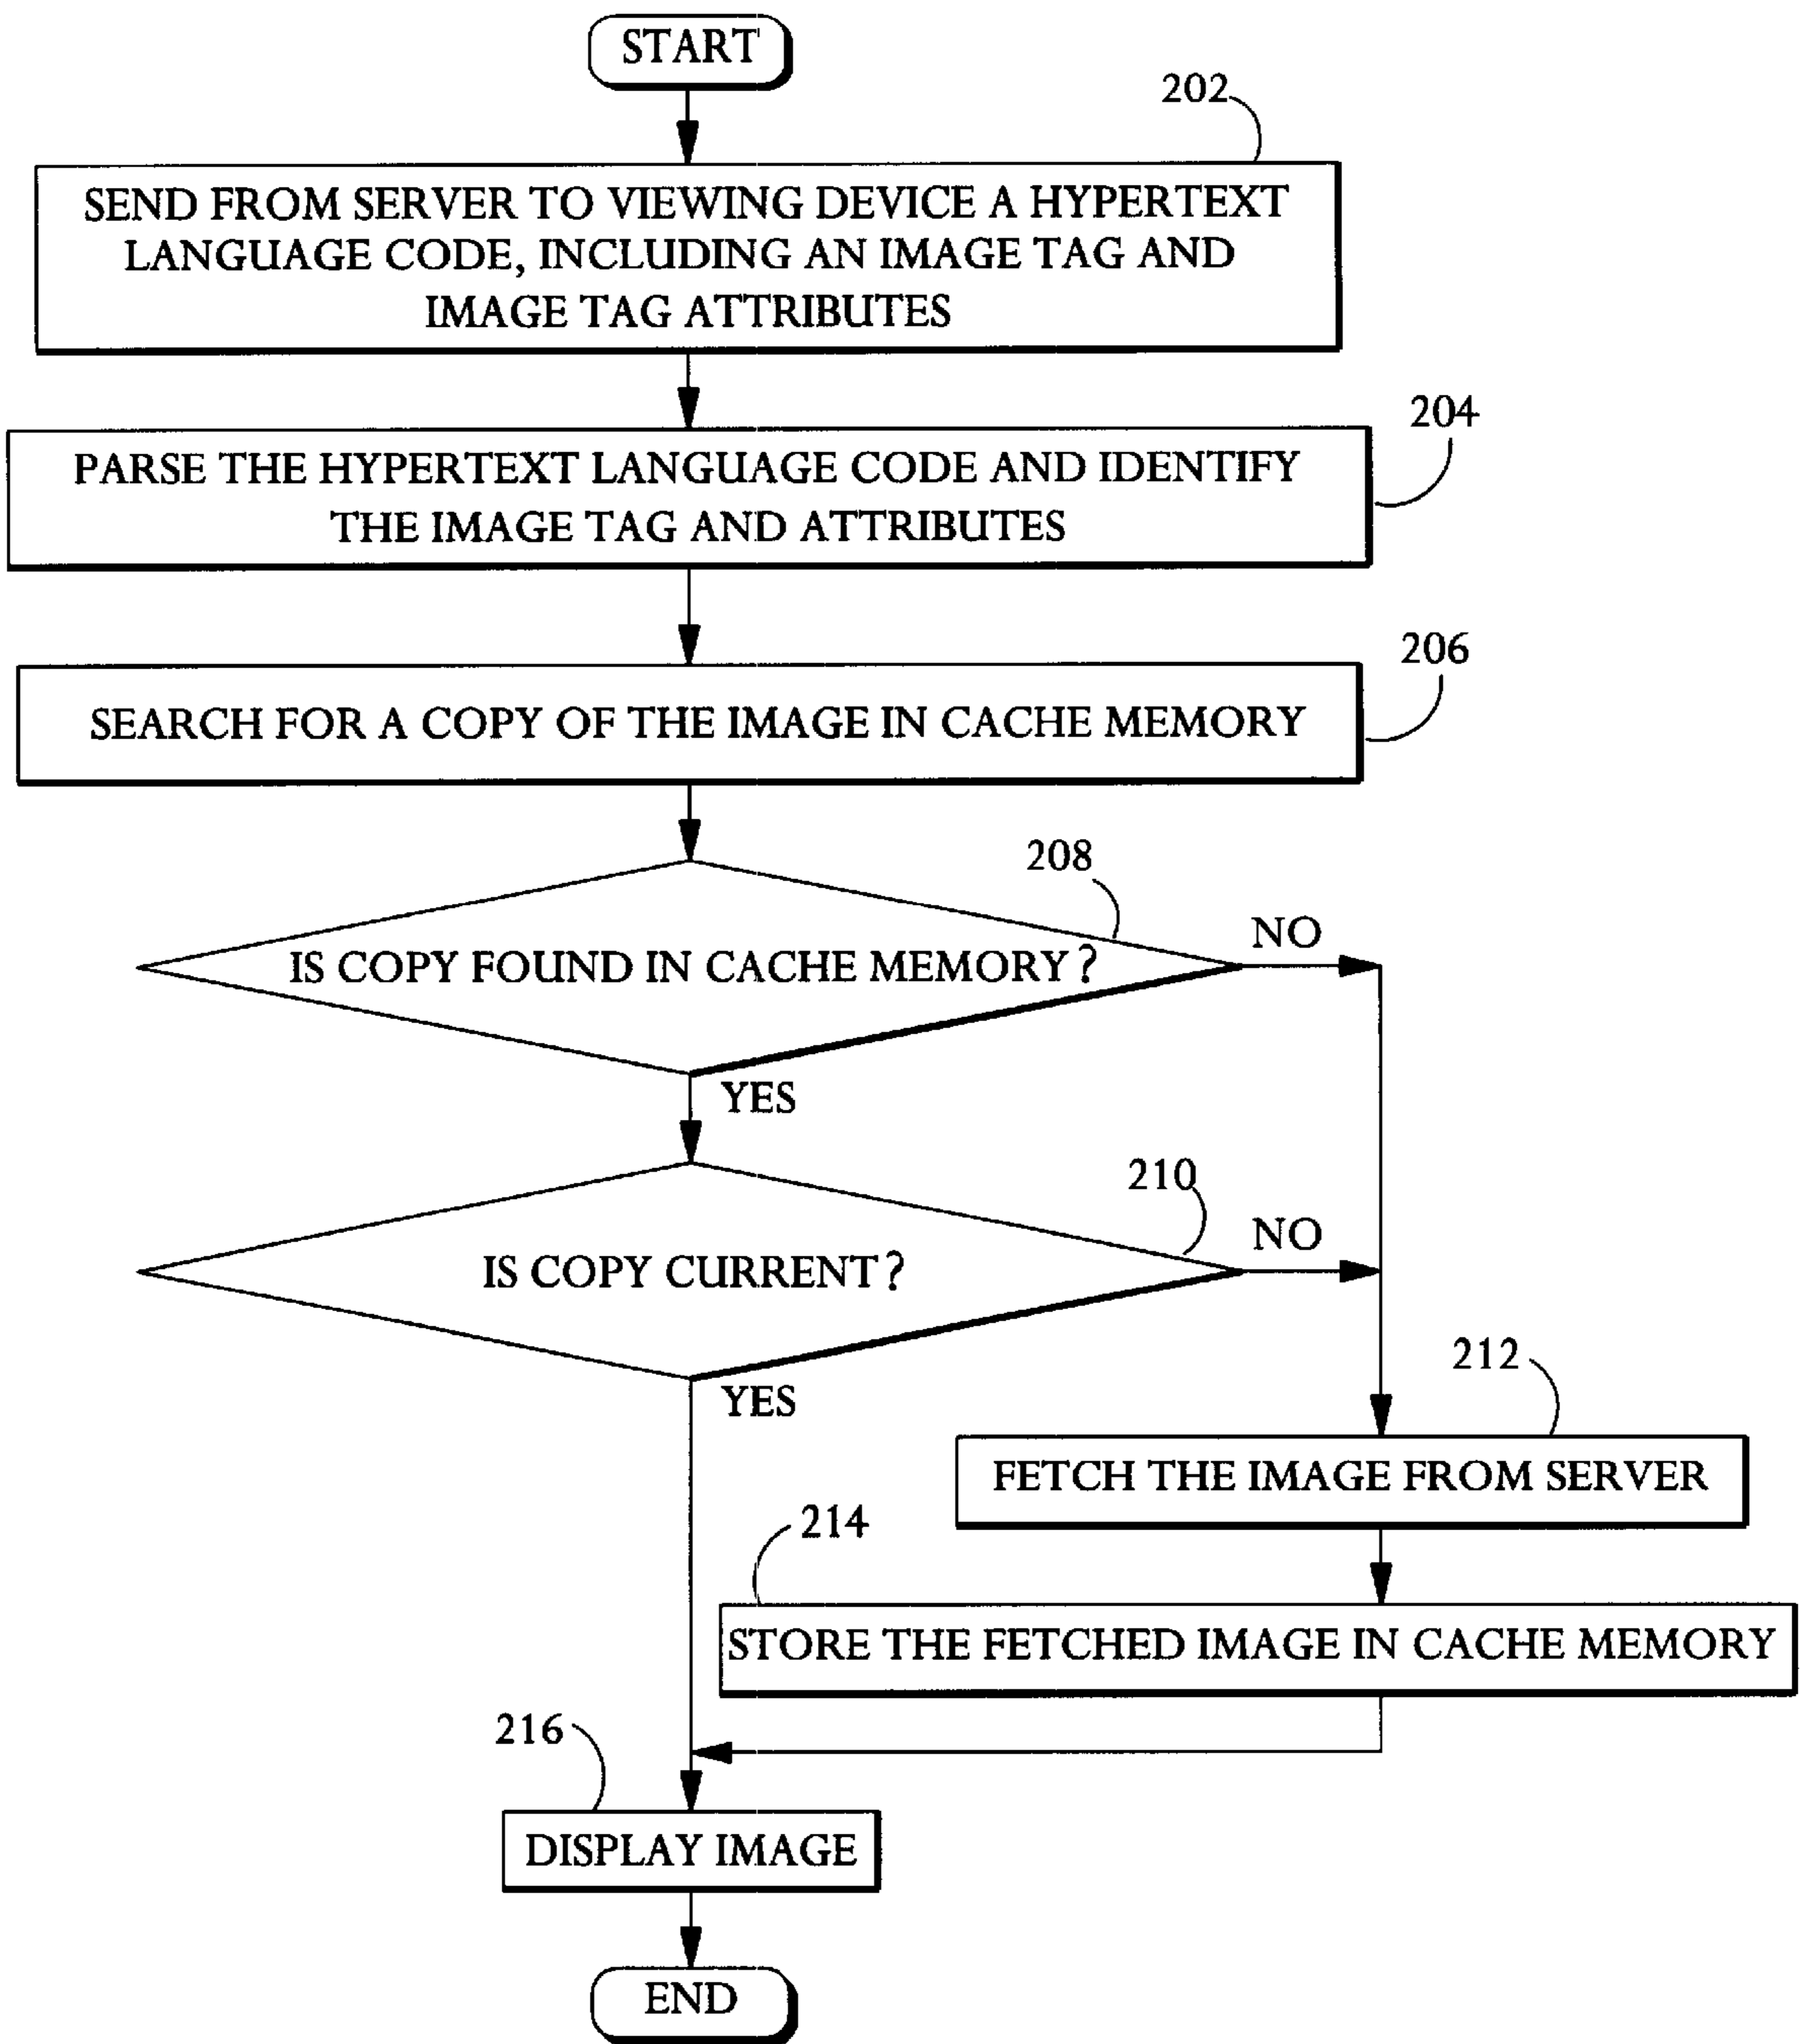 START
202
SEND FROM SERVER TO VIEWING DEVICE A HYPERTEXT
LANGUAGE CODE, INCLUDING AN IMAGE TAG AND
IMAGE TAG ATTRIBUTES
204
PARSE THE HYPERTEXT LANGUAGE CODE AND IDENTIFY
THE IMAGE TAG AND ATTRIBUTES
206
SEARCH FOR A COPY OF THE IMAGE IN CACHE MEMORY
208
NO
IS COPY FOUND IN CACHE MEMORY?
YES
210
NO
IS COPY CURRENT?
YES
212
FETCH THE IMAGE FROM SERVER
214
STORE THE FETCHED IMAGE IN CACHE MEMORY
216
DISPLAY IMAGE
END